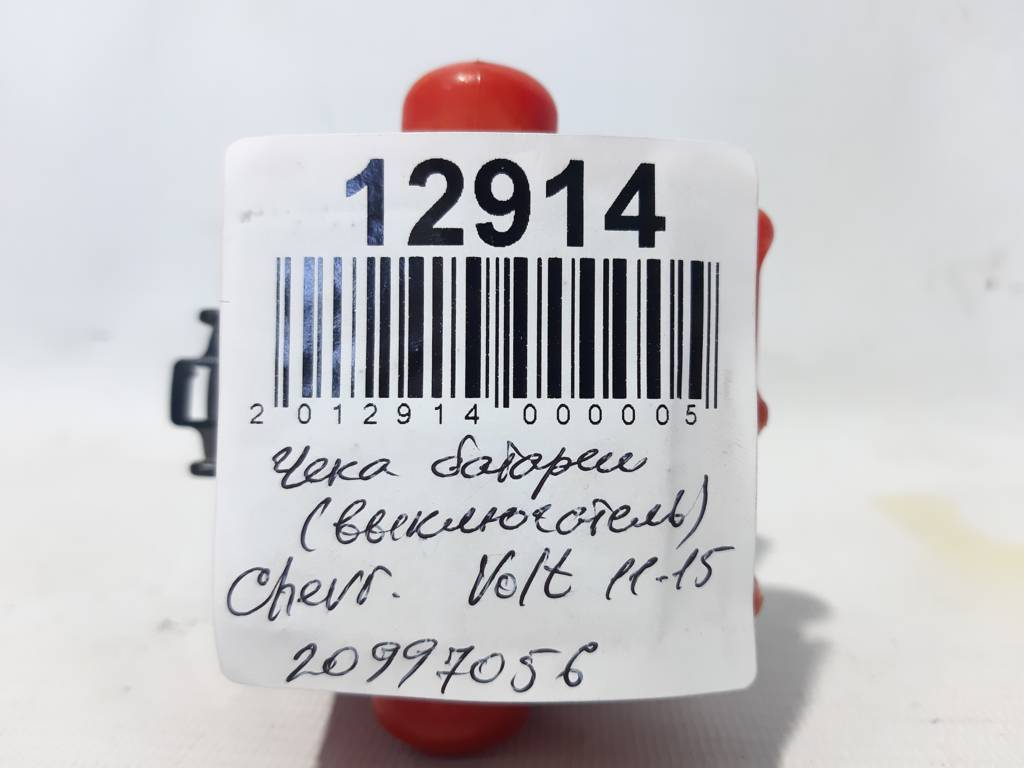 12914
2 012914 000005
Чека батареи
(выключатель)
Chevr. Volt 11-15
20997056